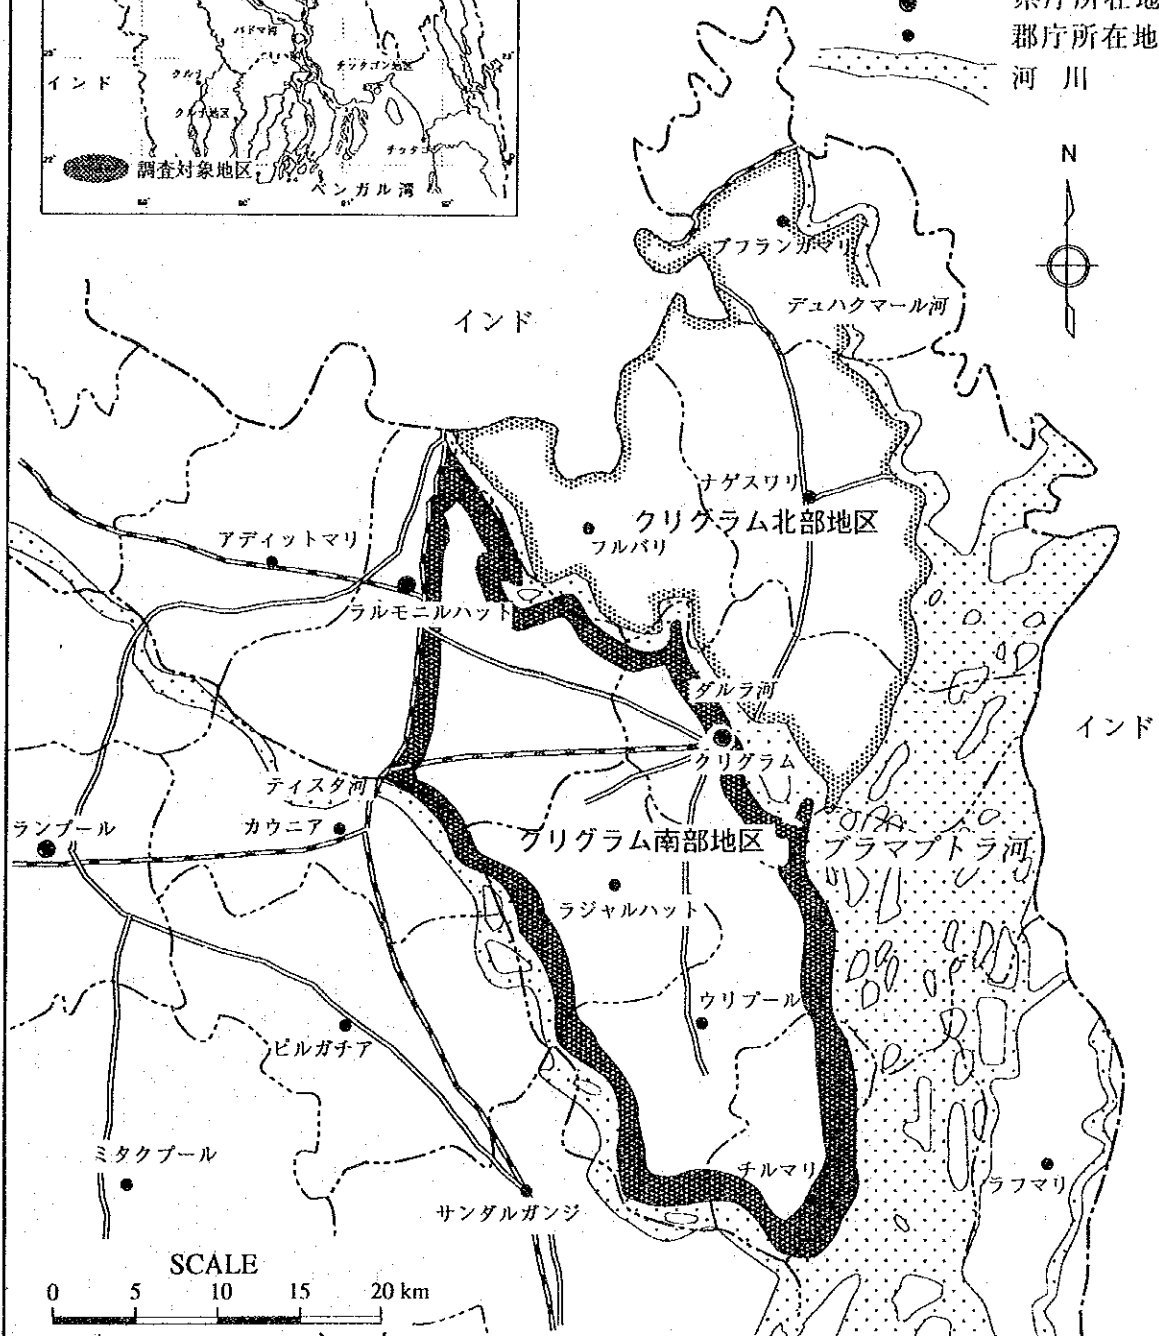 県庁所在地
郡庁所在地
河川
パドマ河
インド
クルナ
チッタゴン地区
クルナ地区
チッタゴン
調査対象地区
ベンガル湾
N
ブフランガマリ
デュハクマール河
インド
ナゲスワリ
クリグラム北部地区
フルバリ
アディットマリ
ラルモニルハット
ダルラ河
インド
クリグラム
ティスタ河
ランプール
カウニア
クリグラム南部地区
ブラマプトラ河
ラジャルハット
ウリプール
ピルガチア
ミタクプール
チルマリ
ラフマリ
サンダルガンジ
SCALE
0 5 10 15 20 km